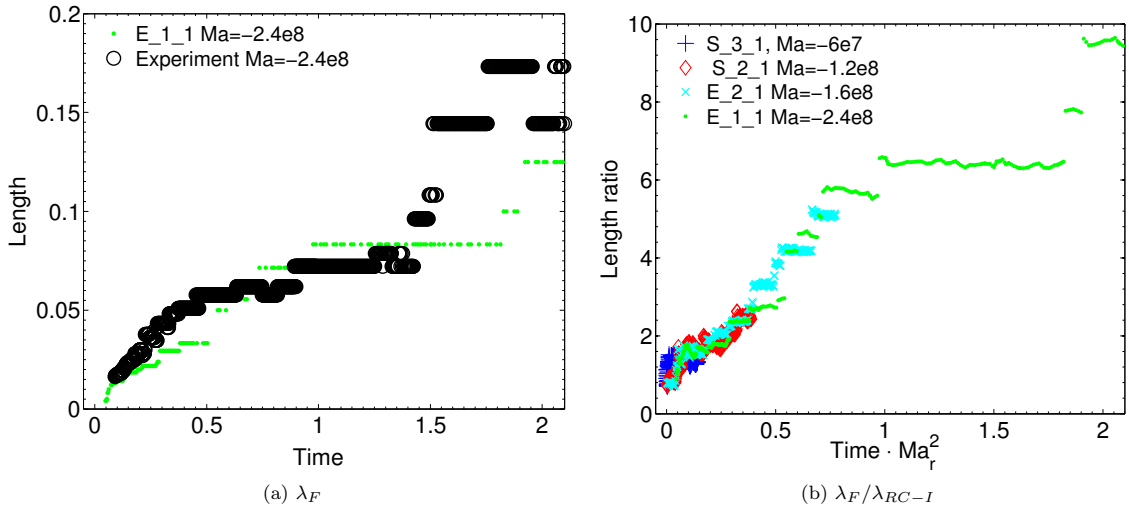 0.2
0.15
0.1
0.05
0
Length
E_1_1 Ma=−2.4e8
Experiment Ma=−2.4e8
0 0.5 1 1.5 2
Time
(a) λ_F
10
8
6
4
2
0
Length ratio
S_3_1, Ma=−6e7
S_2_1 Ma=−1.2e8
E_2_1 Ma=−1.6e8
E_1_1 Ma=−2.4e8
0 0.5 1 1.5 2
Time · Ma_r^2
(b) λ_F/λ_{RC−I}